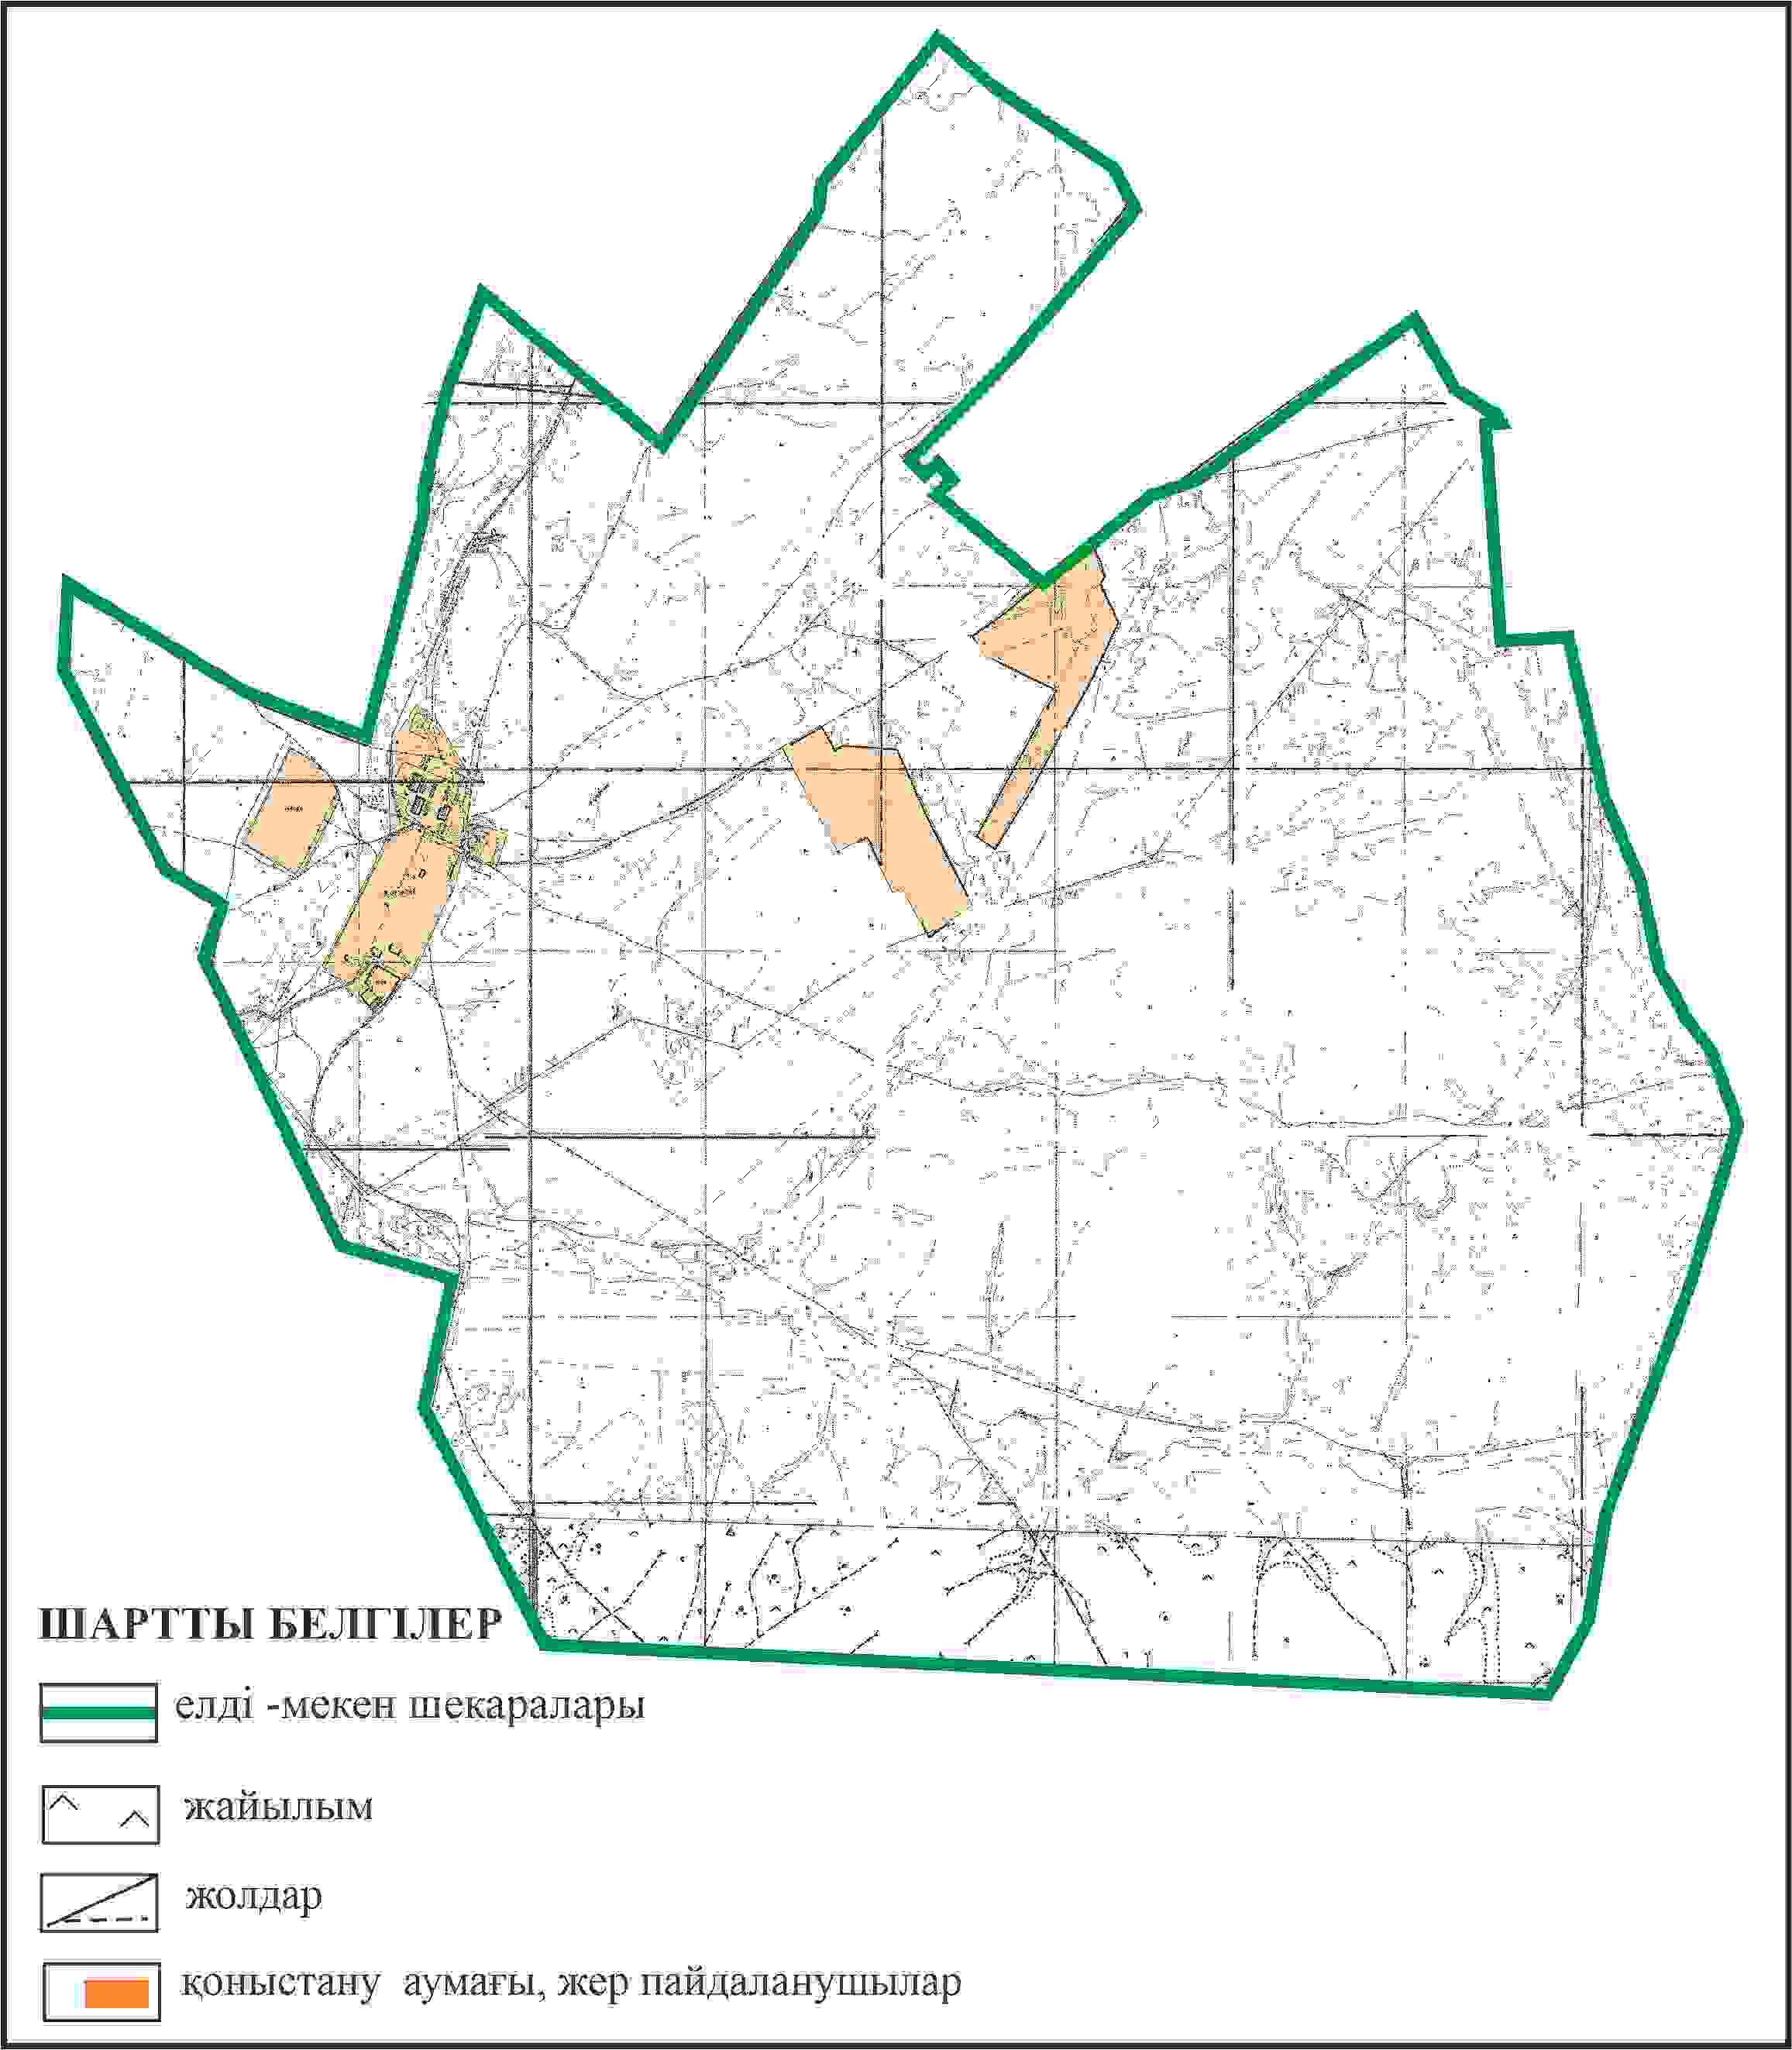 ШАРТТЫ БЕЛГІЛЕР
елді -мекен шекаралары
жайылым
жолдар
қоныстану аумағы, жер пайдаланушылар